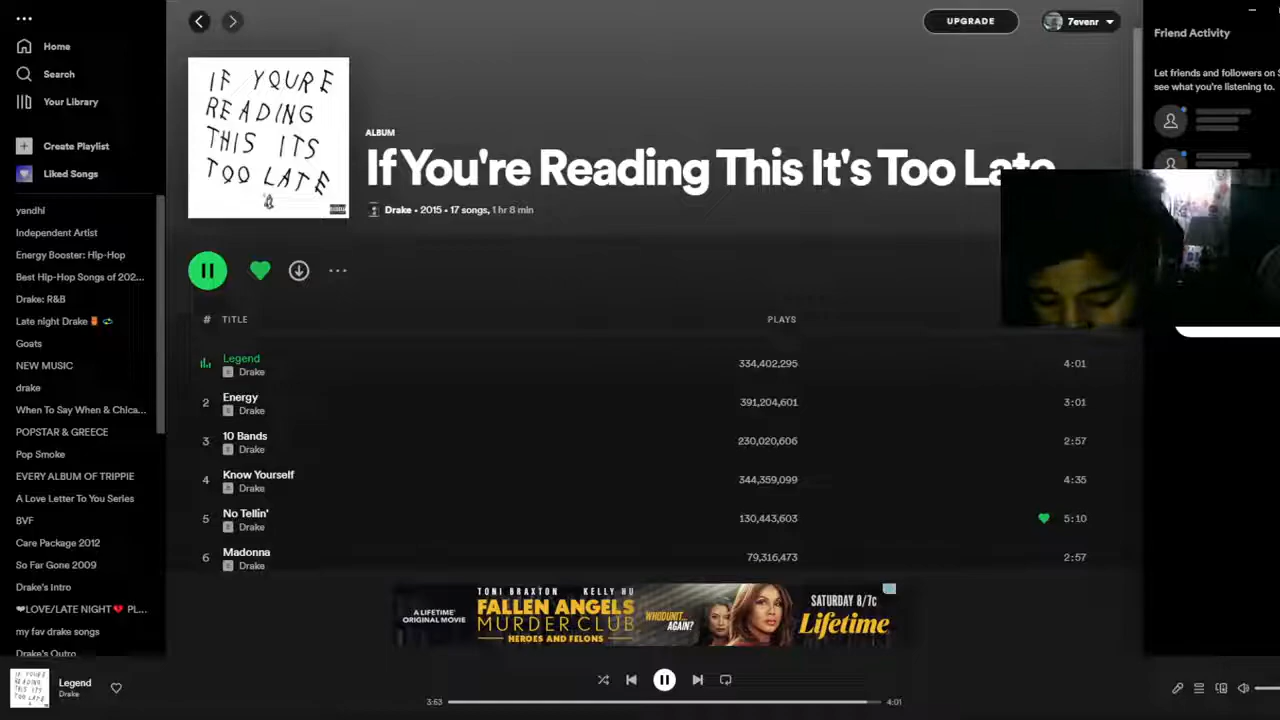 Home
Search
Your Library
Create Playlist
Liked Songs
yandhi
Independent Artist
Energy Booster: Hip-Hop
Best Hip-Hop Songs of 202...
Drake: R&B
Late night Drake
Goats
NEW MUSIC
drake
When To Say When & Chica...
POPSTAR & GREECE
Pop Smoke
EVERY ALBUM OF TRIPPIE
A Love Letter To You Series
BVF
Care Package 2012
So Far Gone 2009
Drake's Intro
❤LOVE/LATE NIGHT💔 PL...
my fav drake songs
Drake's Outro
UPGRADE
7evenr
IF YOURE
READING
THIS ITS
TOO LATE
ALBUM
If You're Reading This It's Too Late
Drake • 2015 • 17 songs, 1 hr 8 min
# TITLE PLAYS
Legend 334,402,295 4:01
Drake
2 Energy 391,204,601 3:01
Drake
3 10 Bands 230,020,606 2:57
Drake
4 Know Yourself 344,359,099 4:35
Drake
5 No Tellin' 130,443,603 5:10
Drake
6 Madonna 79,316,473 2:57
Drake
A LIFETIME
ORIGINAL MOVIE
TONI BRAXTON KELLY HU
FALLEN ANGELS
MURDER CLUB
HEROES AND FELONS
WHODUNIT...
AGAIN?
SATURDAY 8/7c
Lifetime
Friend Activity
Let friends and followers on S
see what you're listening to.
Legend
Drake
3:53
4:01